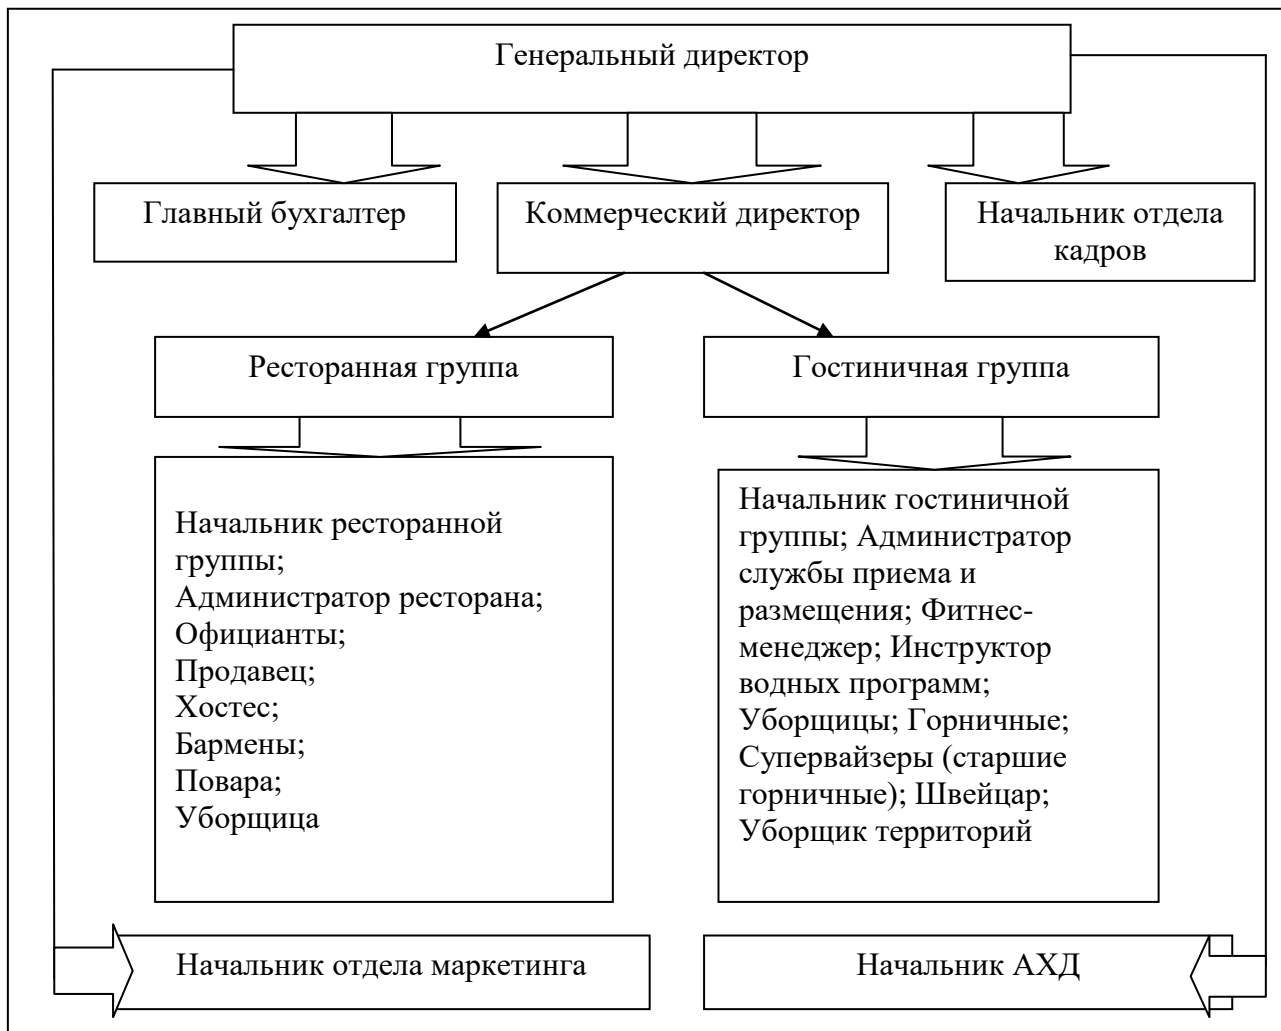 Генеральный директор
Главный бухгалтер
Коммерческий директор
Начальник отдела
кадров
Ресторанная группа
Гостиничная группа
Начальник ресторанной
группы;
Администратор ресторана;
Официанты;
Продавец;
Хостес;
Бармены;
Повара;
Уборщица
Начальник гостиничной
группы; Администратор
службы приема и
размещения; Фитнес-
менеджер; Инструктор
водных программ;
Уборщицы; Горничные;
Супервайзеры (старшие
горничные); Швейцар;
Уборщик территорий
Начальник отдела маркетинга
Начальник АХД